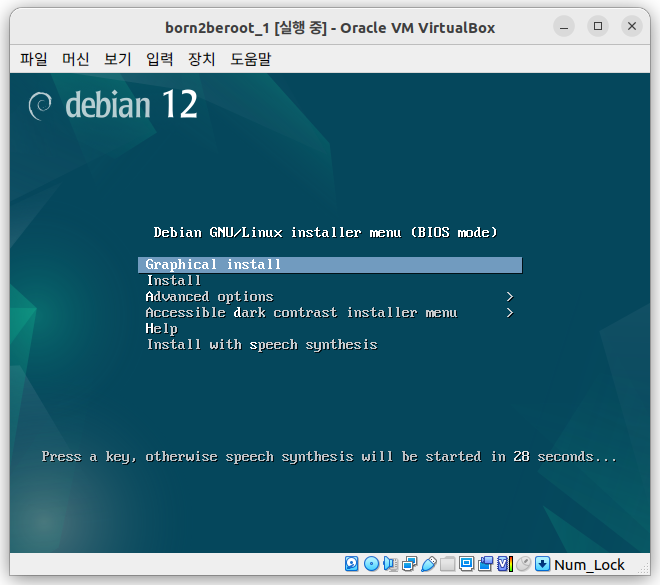 born2beroot_1 [실행 중] - Oracle VM VirtualBox
파일 머신 보기 입력 장치 도움말
debian 12
Debian GNU/Linux installer menu (BIOS mode)
Graphical install
Install
Advanced options >
Accessible dark contrast installer menu >
Help
Install with speech synthesis
Press a key, otherwise speech synthesis will be started in 28 seconds...
Num_Lock